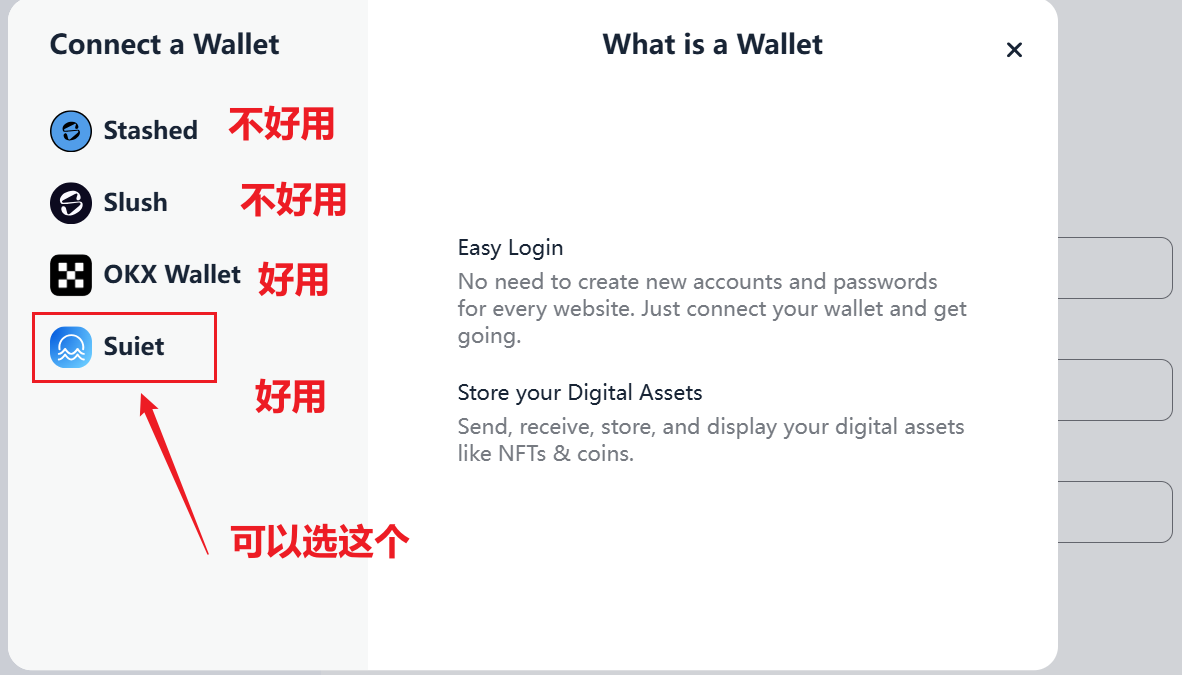 Connect a Wallet
Stashed 不好用
Slush 不好用
OKX Wallet 好用
Suiet
好用
可以选这个
What is a Wallet
Easy Login
No need to create new accounts and passwords
for every website. Just connect your wallet and get
going.
Store your Digital Assets
Send, receive, store, and display your digital assets
like NFTs & coins.